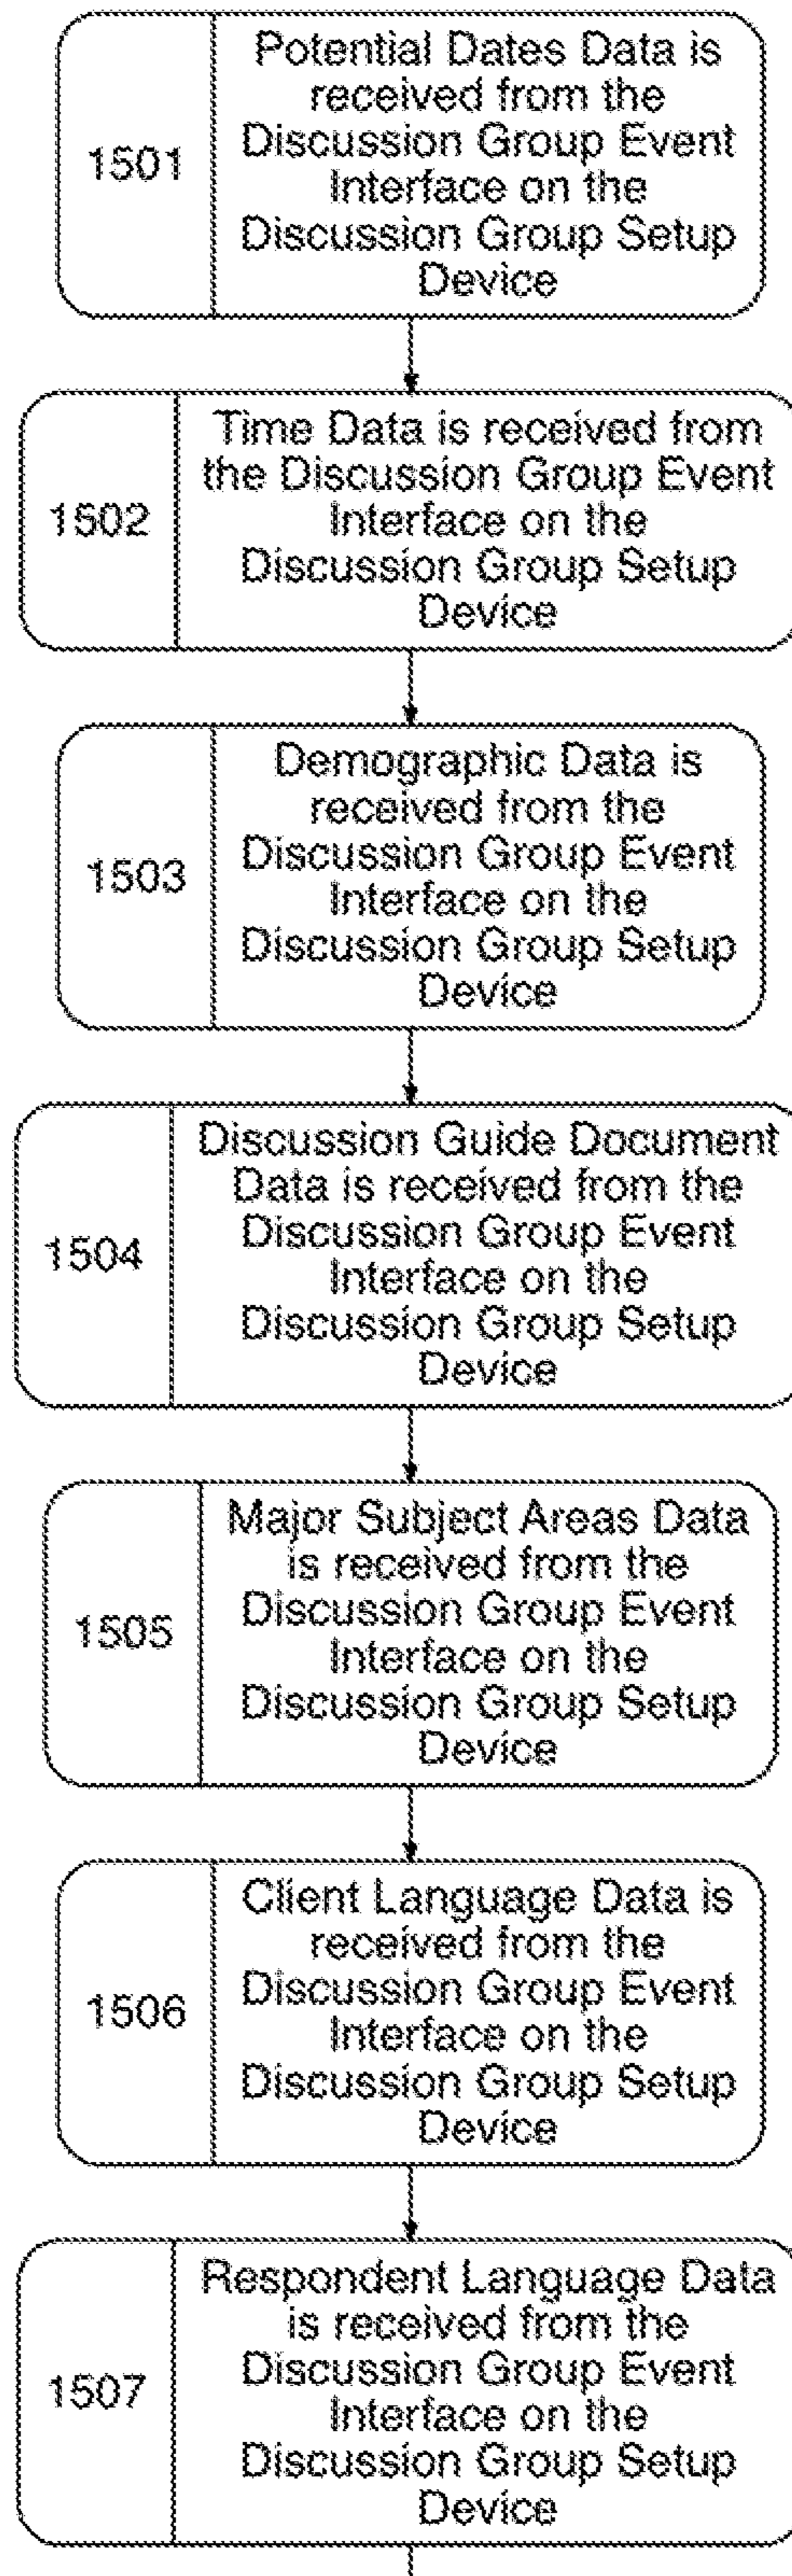 1501
Potential Dates Data is
received from the
Discussion Group Event
Interface on the
Discussion Group Setup
Device
1502
Time Data is received from
the Discussion Group Event
Interface on the
Discussion Group Setup
Device
1503
Demographic Data is
received from the
Discussion Group Event
Interface on the
Discussion Group Setup
Device
1504
Discussion Guide Document
Data is received from the
Discussion Group Event
Interface on the
Discussion Group Setup
Device
1505
Major Subject Areas Data
is received from the
Discussion Group Event
Interface on the
Discussion Group Setup
Device
1506
Client Language Data is
received from the
Discussion Group Event
Interface on the
Discussion Group Setup
Device
1507
Respondent Language Data
is received from the
Discussion Group Event
Interface on the
Discussion Group Setup
Device